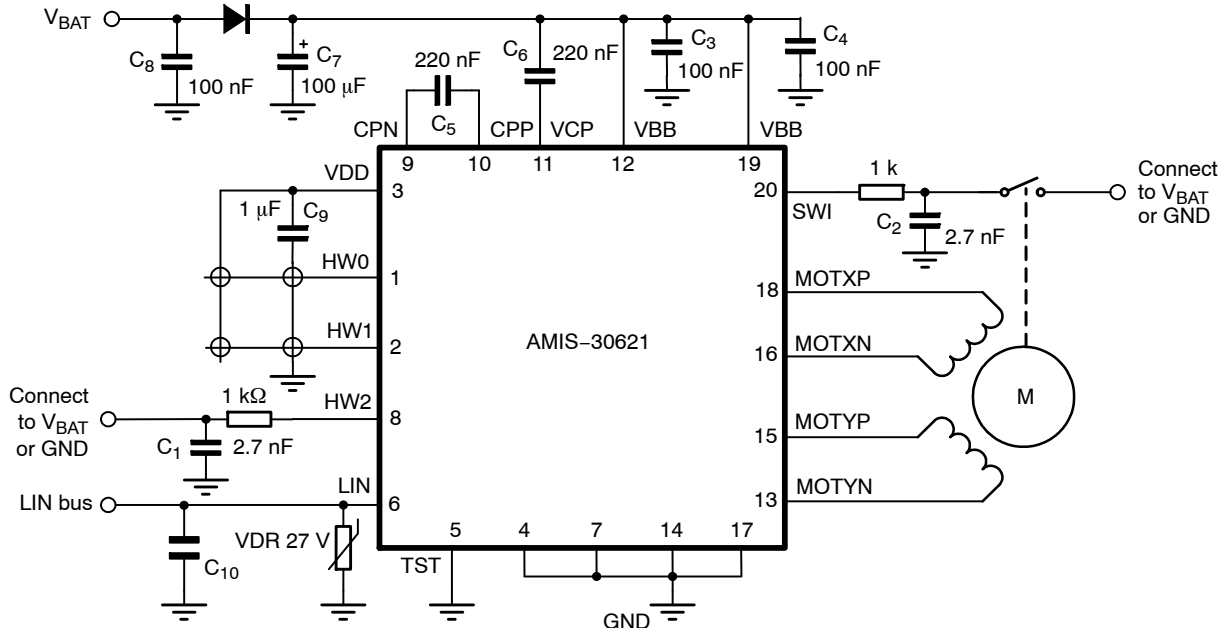 V_BAT
C8
100 nF
+
C7
100 μF
220 nF
C5
C6
220 nF
C3
100 nF
C4
100 nF
CPN
CPP
VCP
VBB
VBB
9
10
11
12
19
VDD
3
1 μF
C9
HW0
1
HW1
2
Connect
to V_BAT
or GND
1 kΩ
HW2
8
C1
2.7 nF
LIN bus
LIN
6
C10
VDR 27 V
AMIS−30621
20
SWI
1 k
C2
2.7 nF
Connect
to V_BAT
or GND
18
MOTXP
16
MOTXN
M
15
MOTYP
13
MOTYN
5
4
7
14
17
TST
GND